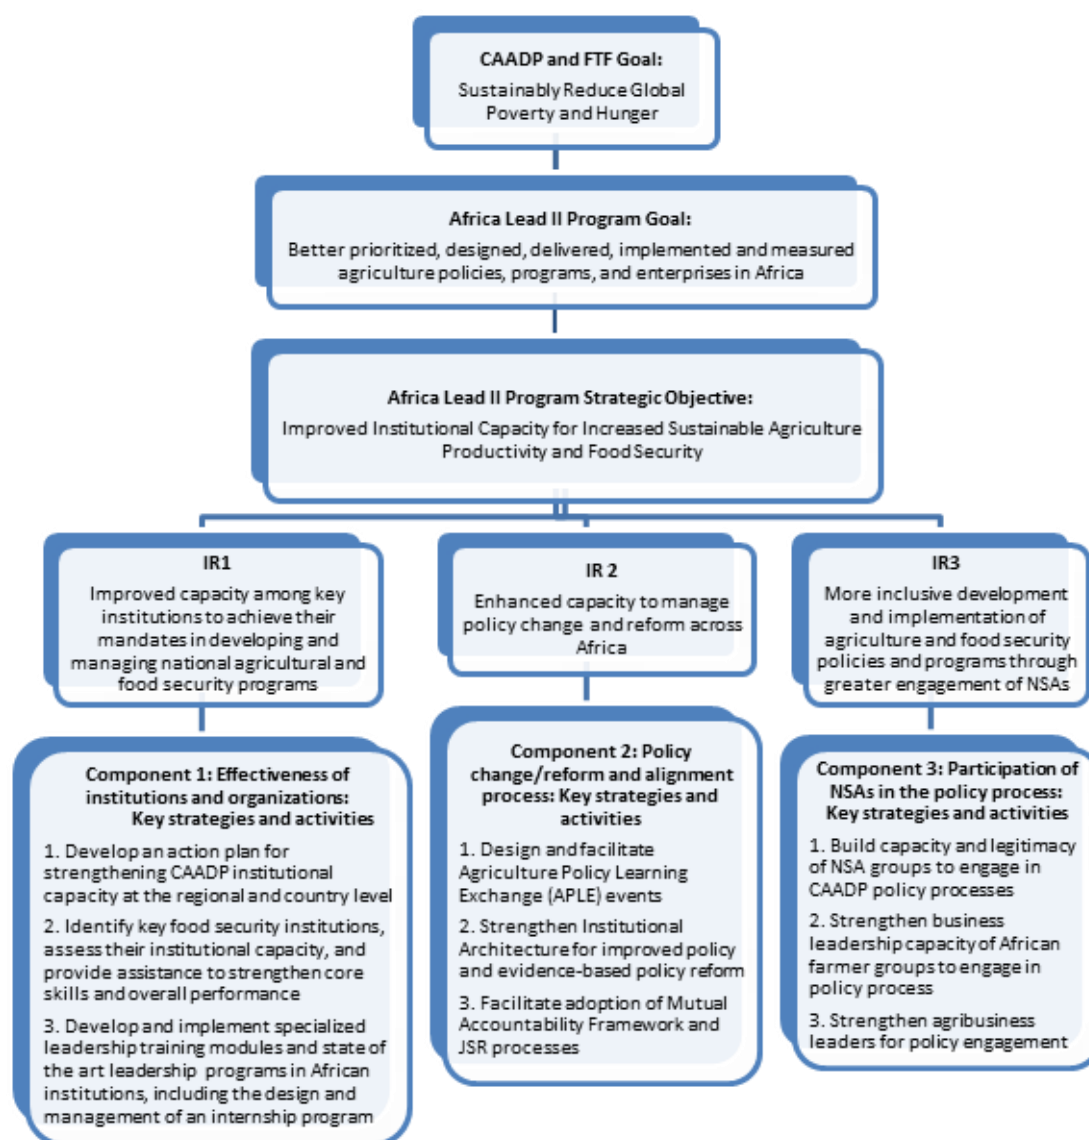 CAADP and FTF Goal:
Sustainably Reduce Global
Poverty and Hunger
Africa Lead II Program Goal:
Better prioritized, designed, delivered, implemented and measured
agriculture policies, programs, and enterprises in Africa
Africa Lead II Program Strategic Objective:
Improved Institutional Capacity for Increased Sustainable Agriculture
Productivity and Food Security
IR1
Improved capacity among key
institutions to achieve their
mandates in developing and
managing national agricultural and
food security programs
IR 2
Enhanced capacity to manage
policy change and reform across
Africa
IR3
More inclusive development
and implementation of
agriculture and food security
policies and programs through
greater engagement of NSAs
Component 1: Effectiveness of
institutions and organizations:
Key strategies and activities
1. Develop an action plan for
strengthening CAADP institutional
capacity at the regional and country level
2. Identify key food security institutions,
assess their institutional capacity, and
provide assistance to strengthen core
skills and overall performance
3. Develop and implement specialized
leadership training modules and state of
the art leadership programs in African
institutions, including the design and
management of an internship program
Component 2: Policy
change/reform and alignment
process: Key strategies and
activities
1. Design and facilitate
Agriculture Policy Learning
Exchange (APLE) events
2. Strengthen Institutional
Architecture for improved policy
and evidence-based policy reform
3. Facilitate adoption of Mutual
Accountability Framework and
JSR processes
Component 3: Participation of
NSAs in the policy process:
Key strategies and activities
1. Build capacity and legitimacy
of NSA groups to engage in
CAADP policy processes
2. Strengthen business
leadership capacity of African
farmer groups to engage in
policy process
3. Strengthen agribusiness
leaders for policy engagement